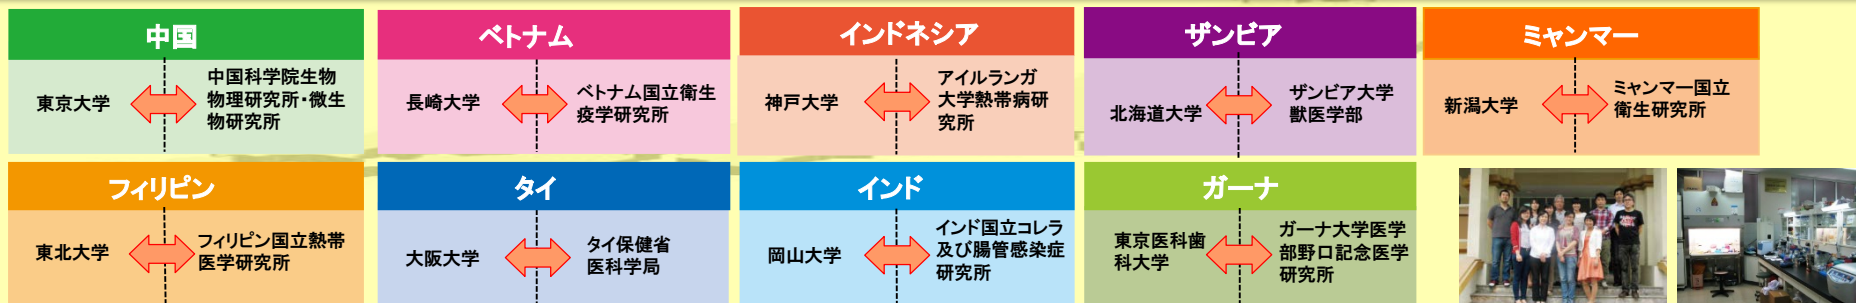 中国
東京大学
中国科学院生物
物理研究所・微生
物研究所
ベトナム
長崎大学
ベトナム国立衛生
疫学研究所
インドネシア
神戸大学
アイルランガ
大学熱帯病研
究所
ザンビア
北海道大学
ザンビア大学
獣医学部
ミャンマー
新潟大学
ミャンマー国立
衛生研究所
フィリピン
東北大学
フィリピン国立熱帯
医学研究所
タイ
大阪大学
タイ保健省
医科学局
インド
岡山大学
インド国立コレラ
及び腸管感染症
研究所
ガーナ
東京医科歯
科大学
ガーナ大学医学
部野口記念医学
研究所